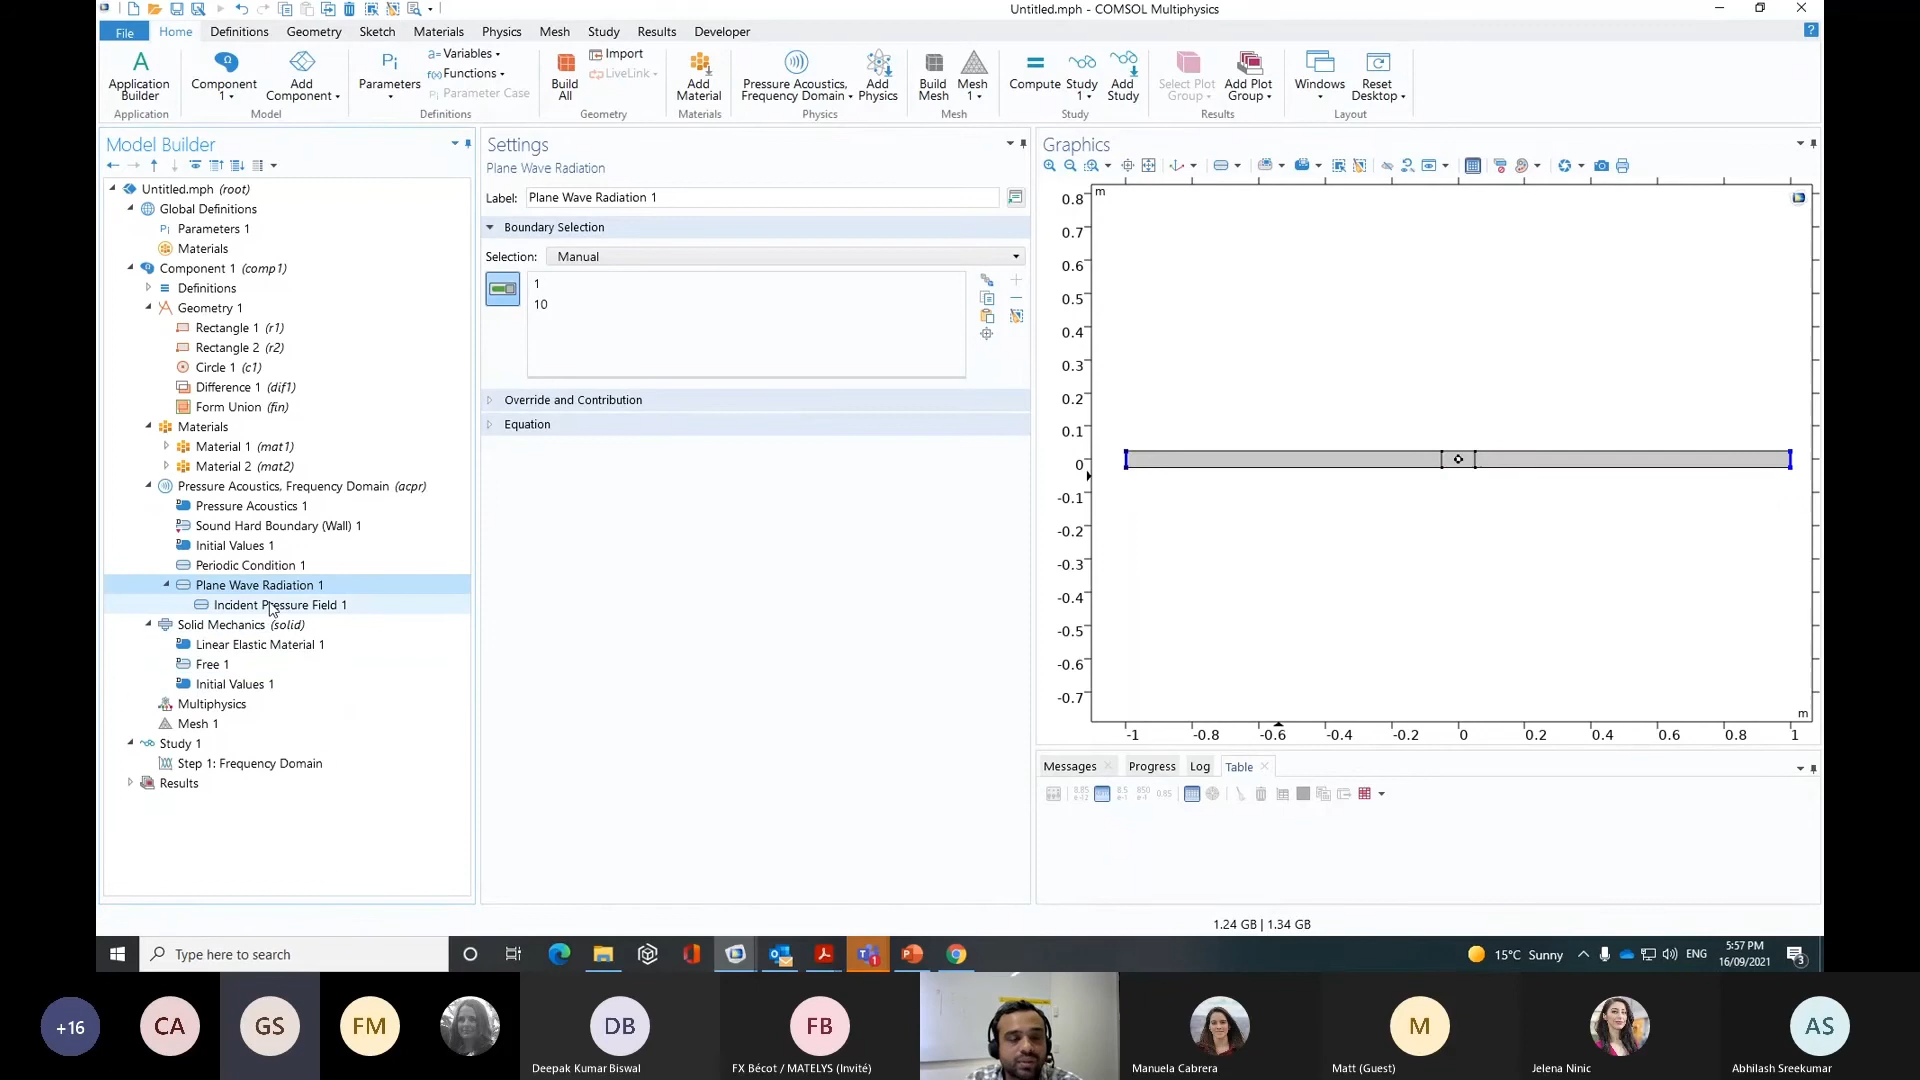 Untitled.mph - COMSOL Multiphysics
File Home Definitions Geometry Sketch Materials Physics Mesh Study Results Developer
Application Builder
Application
Component 1
Add Component
Model
Pi
Parameters
a= Variables
f(x) Functions
Pi Parameter Case
Definitions
Build All
Import
LiveLink
Geometry
Add Material
Materials
Pressure Acoustics, Frequency Domain
Add Physics
Physics
Build Mesh
Mesh 1
Mesh
Compute
Study 1
Add Study
Study
Select Plot Group
Add Plot Group
Results
Windows
Reset Desktop
Layout
Model Builder
Untitled.mph (root)
Global Definitions
Pi Parameters 1
Materials
Component 1 (comp1)
Definitions
Geometry 1
Rectangle 1 (r1)
Rectangle 2 (r2)
Circle 1 (c1)
Difference 1 (dif1)
Form Union (fin)
Materials
Material 1 (mat1)
Material 2 (mat2)
Pressure Acoustics, Frequency Domain (acpr)
Pressure Acoustics 1
Sound Hard Boundary (Wall) 1
Initial Values 1
Periodic Condition 1
Plane Wave Radiation 1
Incident Pressure Field 1
Solid Mechanics (solid)
Linear Elastic Material 1
Free 1
Initial Values 1
Multiphysics
Mesh 1
Study 1
Step 1: Frequency Domain
Results
Settings
Plane Wave Radiation
Label: Plane Wave Radiation 1
Boundary Selection
Selection: Manual
1
10
Override and Contribution
Equation
Graphics
m
0.8
0.7
0.6
0.5
0.4
0.3
0.2
0.1
0
-0.1
-0.2
-0.3
-0.4
-0.5
-0.6
-0.7
m
-1 -0.8 -0.6 -0.4 -0.2 0 0.2 0.4 0.6 0.8 1
Messages Progress Log Table
8.85 e-12 8.5 e-1 850 e-1 0.85
1.24 GB | 1.34 GB
Type here to search
15°C Sunny
ENG
5:57 PM
16/09/2021
3
+16
CA
GS
FM
DB
Deepak Kumar Biswal
FB
FX Bécot / MATELYS (Invité)
Manuela Cabrera
M
Matt (Guest)
Jelena Ninic
AS
Abhilash Sreekumar